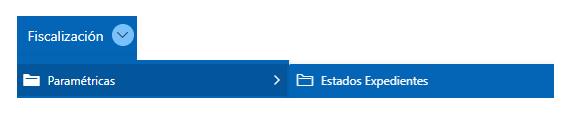 Fiscalización
Paramétricas
Estados Expedientes